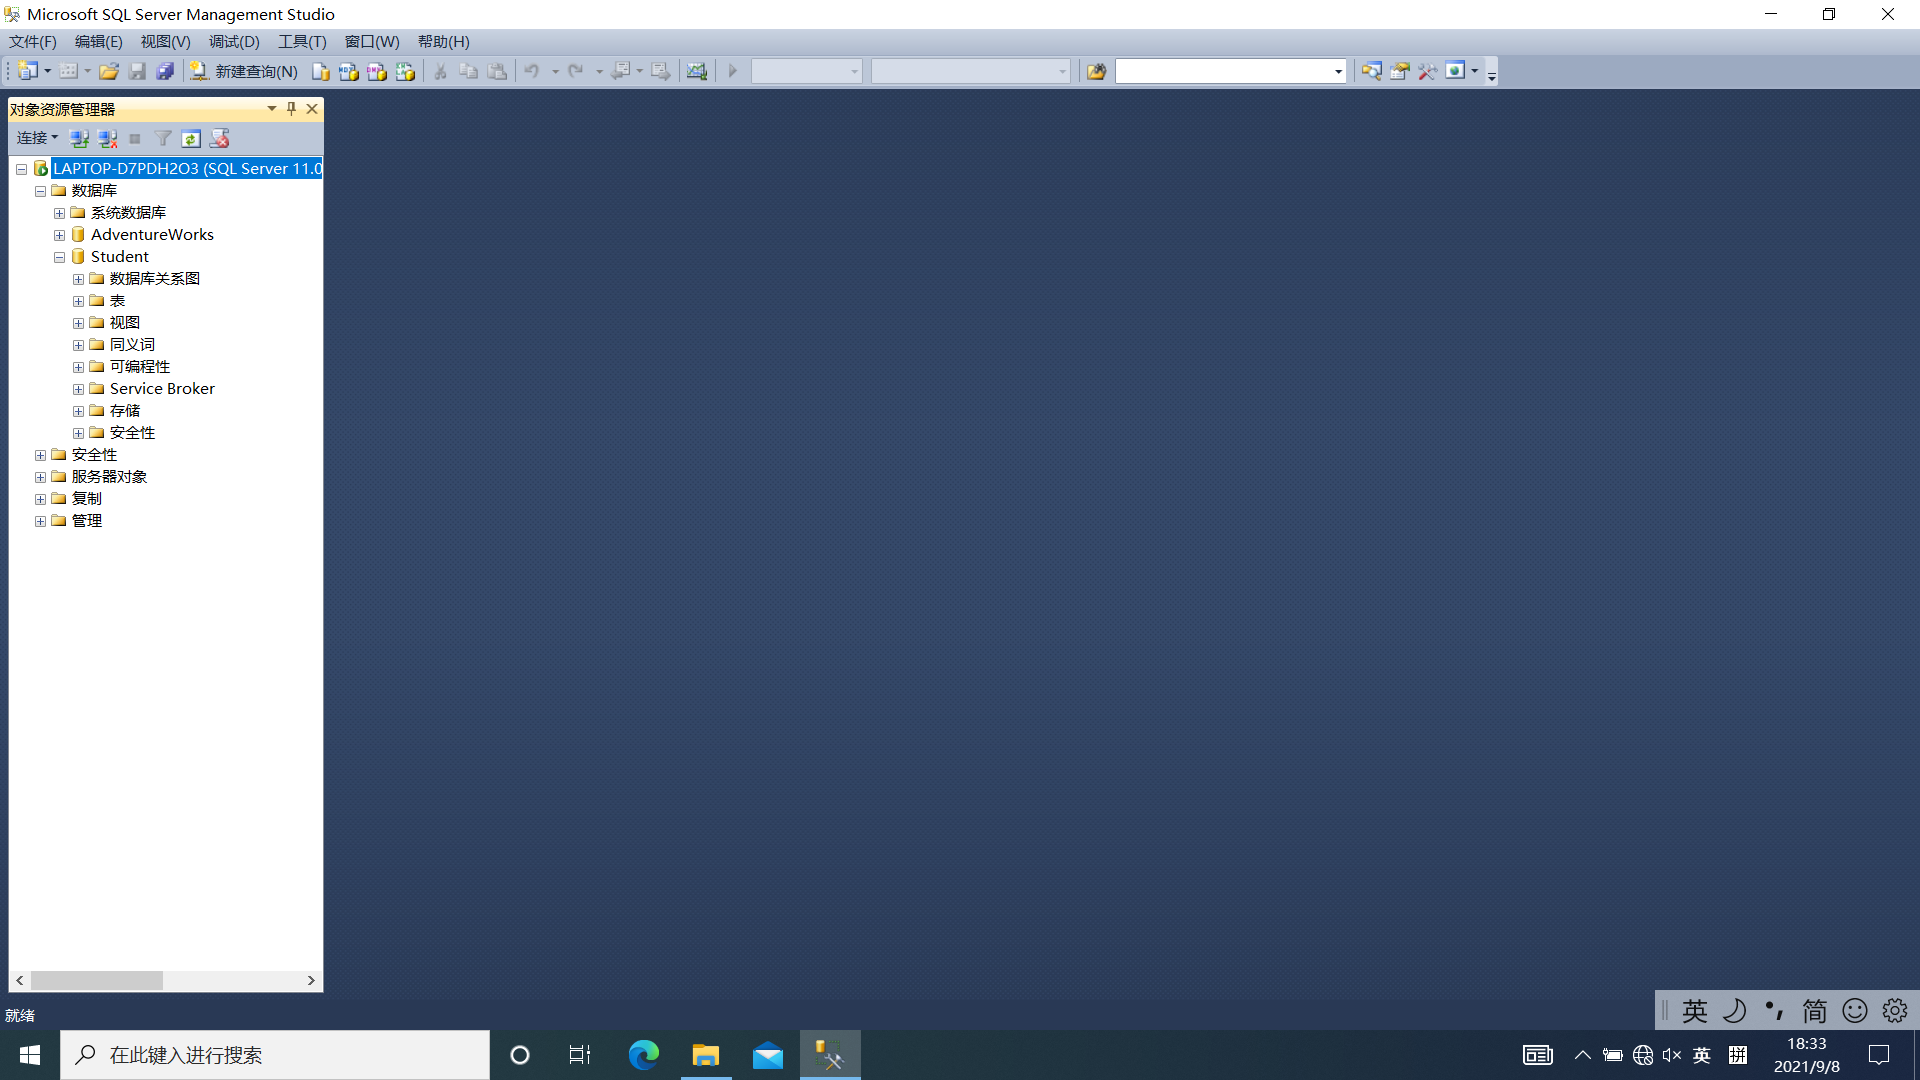 Microsoft SQL Server Management Studio
文件(F) 编辑(E) 视图(V) 调试(D) 工具(T) 窗口(W) 帮助(H)
新建查询(N)
对象资源管理器
连接
LAPTOP-D7PDH2O3 (SQL Server 11.0
数据库
系统数据库
AdventureWorks
Student
数据库关系图
表
视图
同义词
可编程性
Service Broker
存储
安全性
安全性
服务器对象
复制
管理
就绪
英 简
在此键入进行搜索
英 拼
18:33
2021/9/8